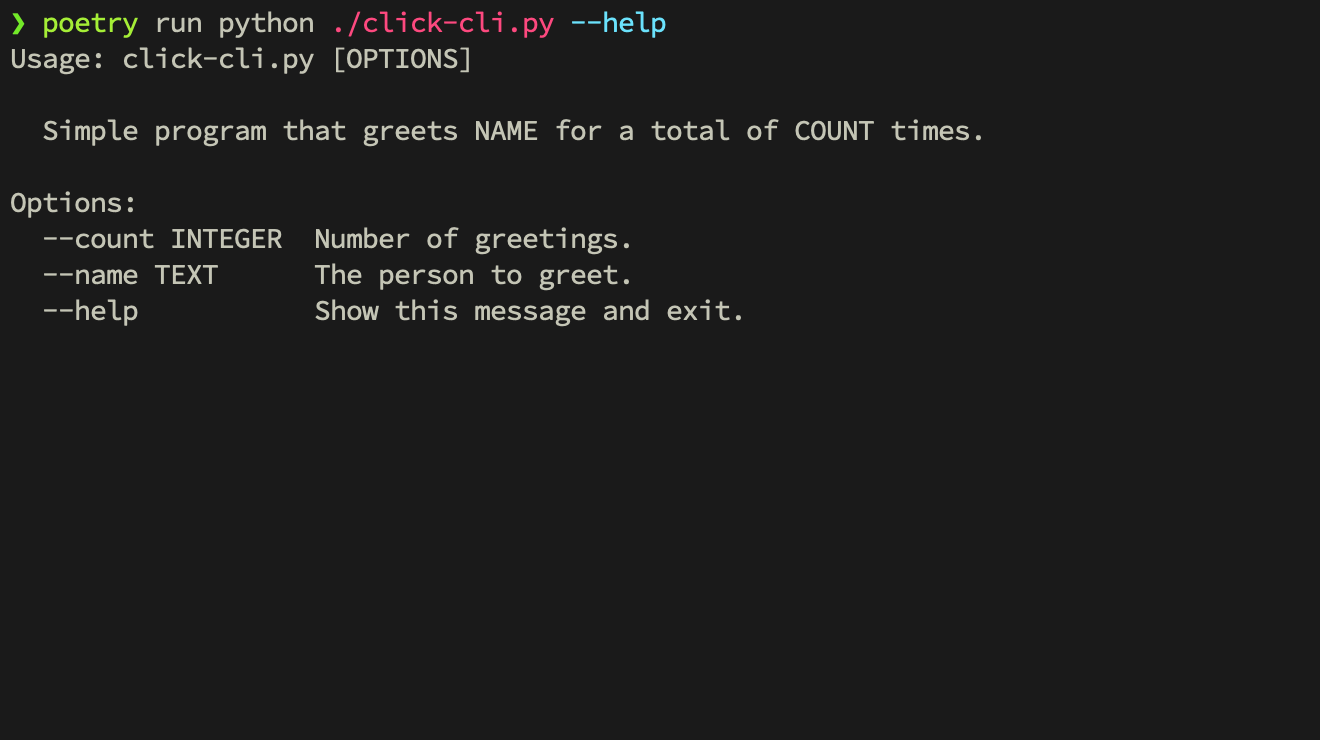 ❯ poetry run python ./click-cli.py --help
Usage: click-cli.py [OPTIONS]
Simple program that greets NAME for a total of COUNT times.
Options:
--count INTEGER  Number of greetings.
--name TEXT      The person to greet.
--help           Show this message and exit.